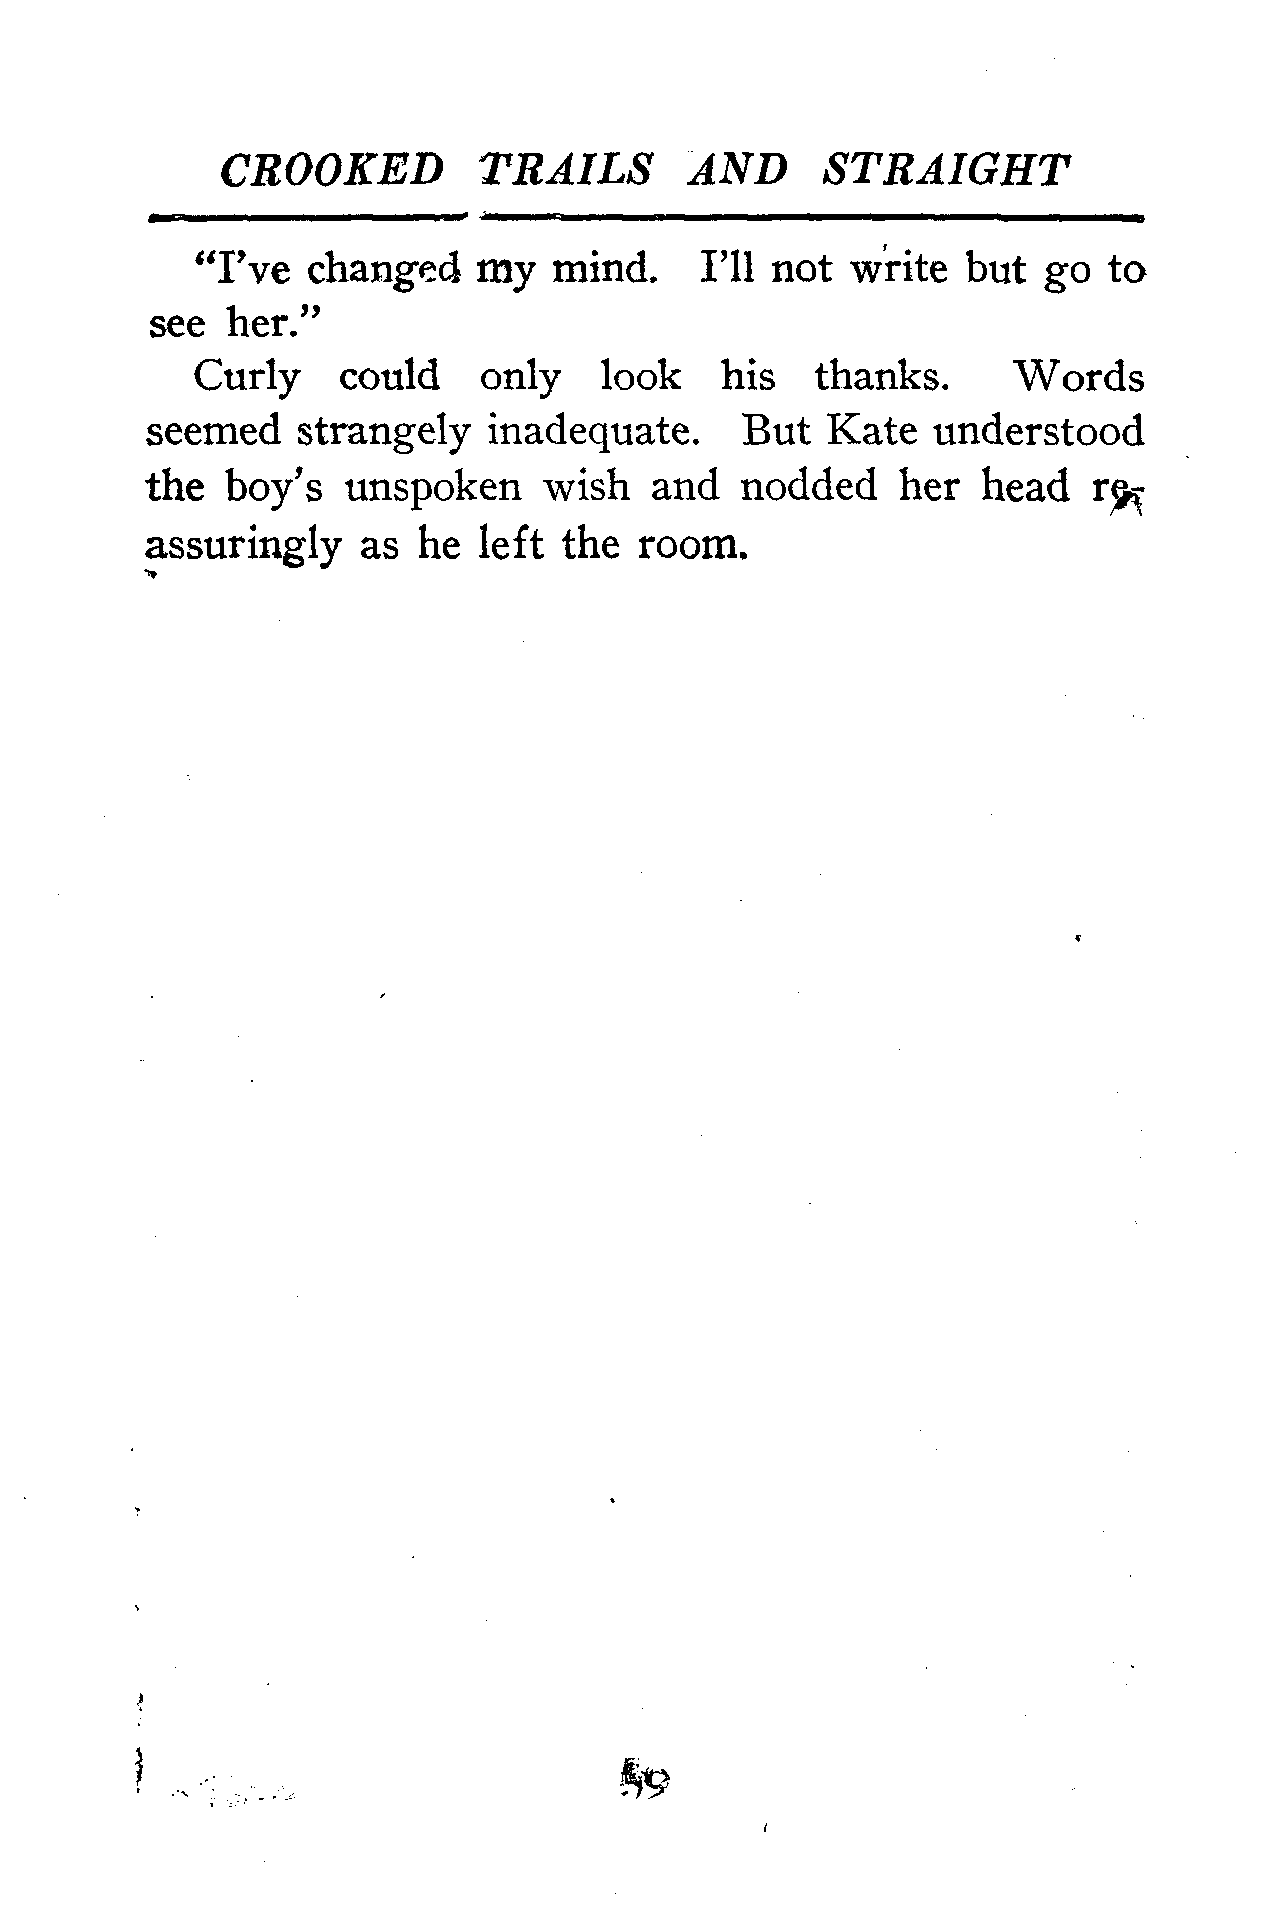 CROOKED TRAILS AND STRAIGHT
"I've changed my mind. I'll not write but go to
see her."
Curly could only look his thanks. Words
seemed strangely inadequate. But Kate understood
the boy's unspoken wish and nodded her head re-
assuringly as he left the room.
59